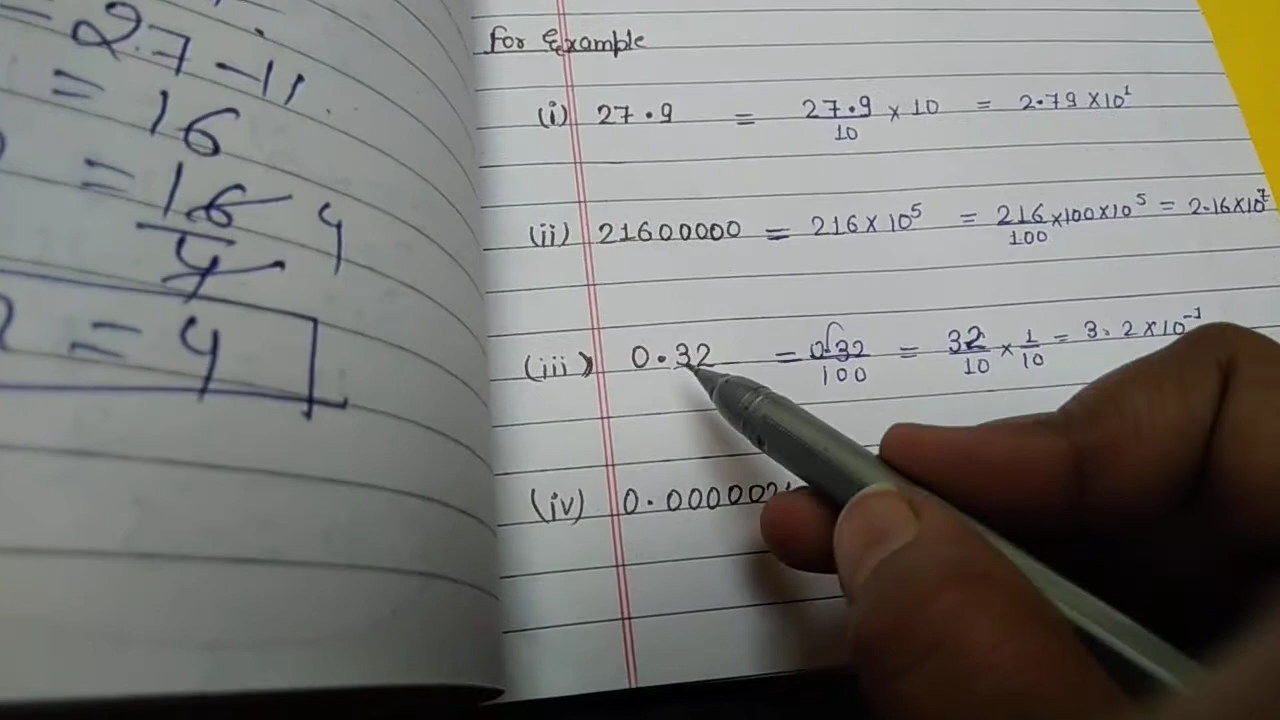 = 27-11
= 16
= 16/4 4
= 4
For Example
(i) 27.9 = 27.9/10 × 10 = 2.79 × 10¹
(ii) 21600000 = 216 × 10⁵ = 216/100 × 100 × 10⁵ = 2.16 × 10⁷
(iii) 0.32 = 032/100 = 32/10 × 1/10 = 3.2 × 10⁻¹
(iv) 0.000002